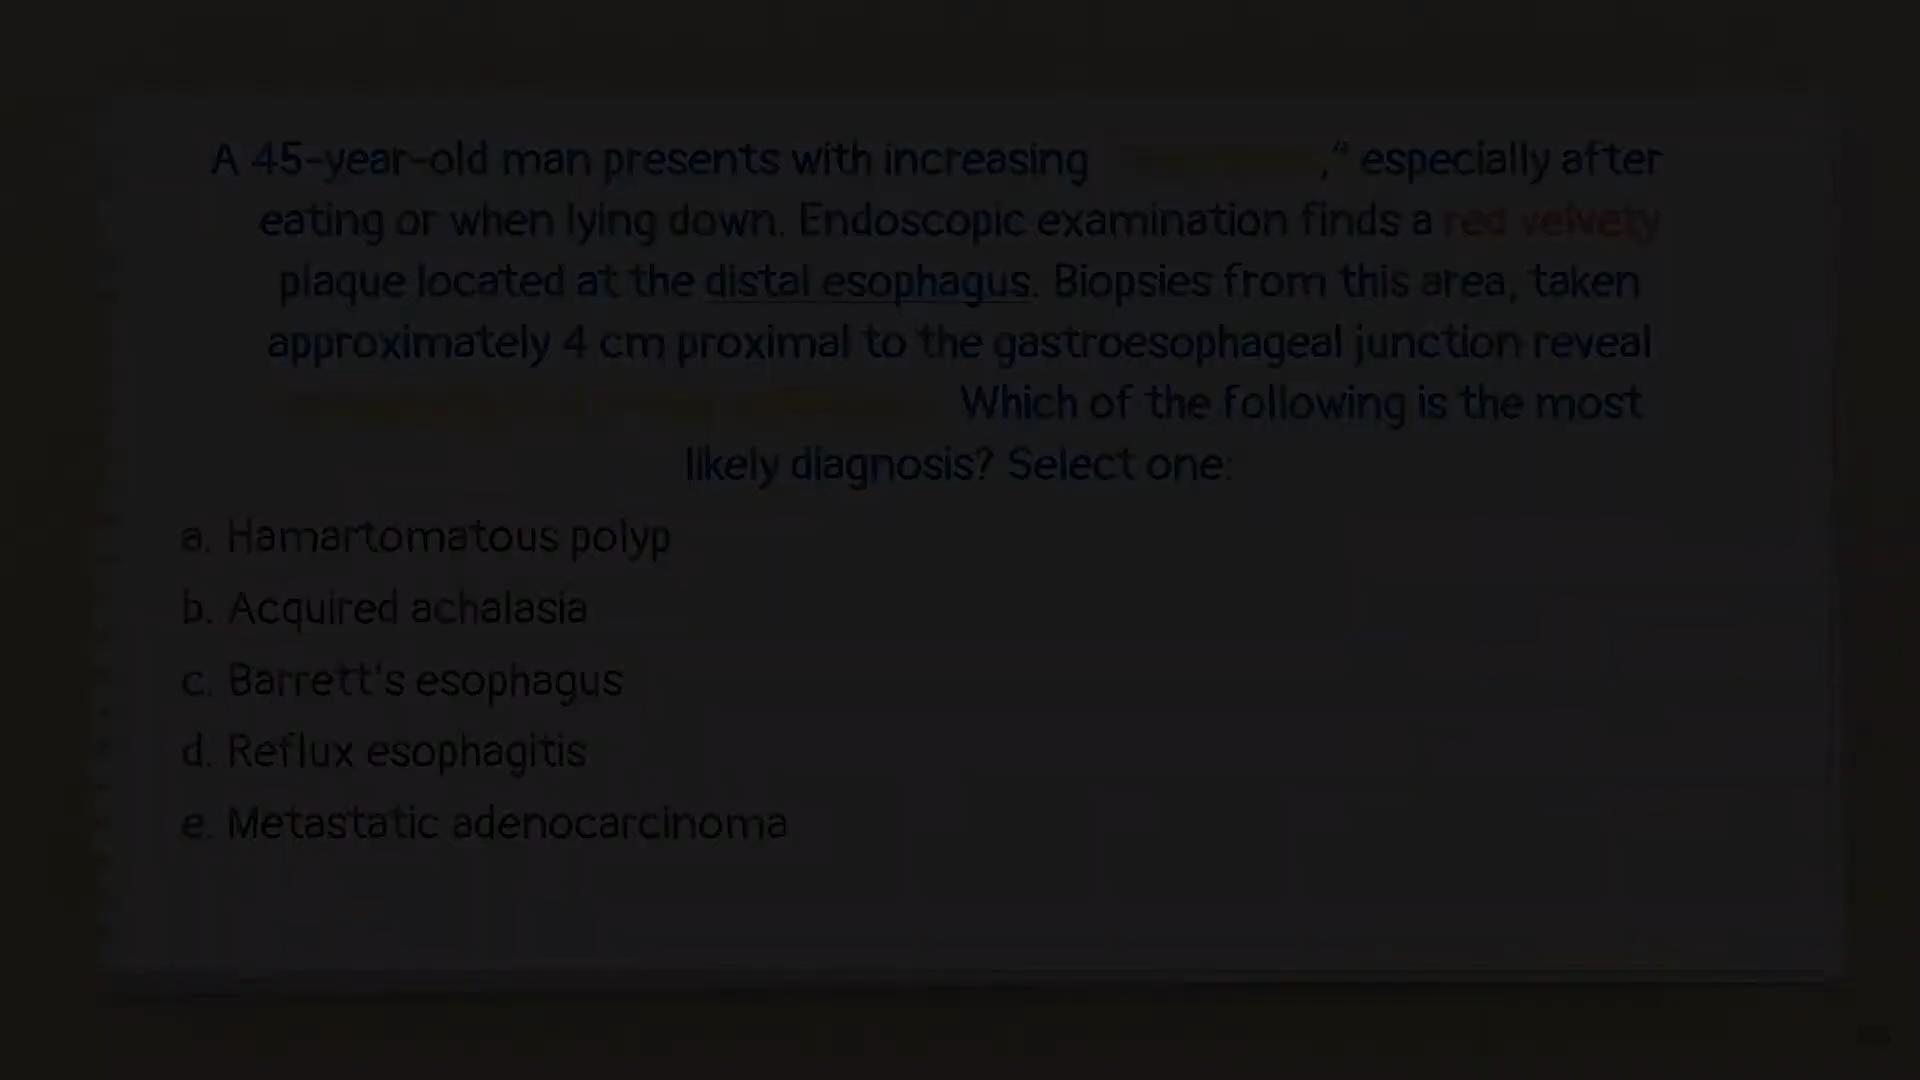 A 45-year-old man presents with increasing ," especially after
eating or when lying down. Endoscopic examination finds a red velvety
plaque located at the distal esophagus. Biopsies from this area, taken
approximately 4 cm proximal to the gastroesophageal junction reveal
Which of the following is the most
likely diagnosis? Select one:
a. Hamartomatous polyp
b. Acquired achalasia
c. Barrett's esophagus
d. Reflux esophagitis
e. Metastatic adenocarcinoma